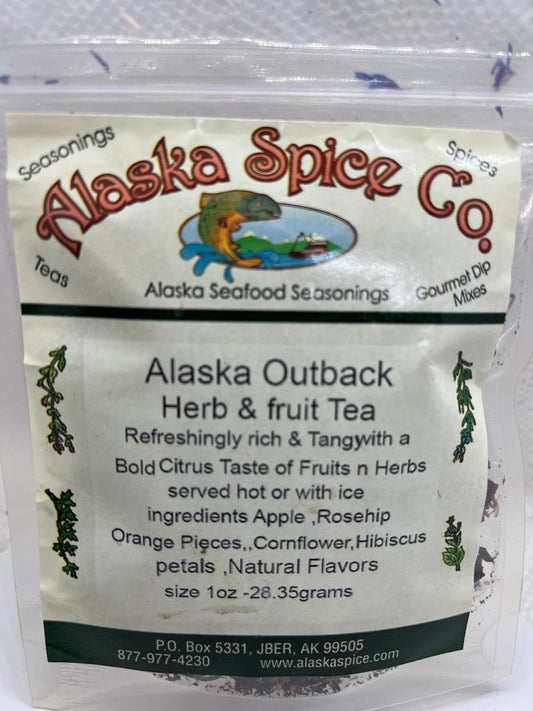 Seasonings
Spices
Alaska Spice Co.
Teas
Alaska Seafood Seasonings
Gourmet Dip
Mixes
Alaska Outback
Herb & fruit Tea
Refreshingly rich & Tangywith a
Bold Citrus Taste of Fruits n Herbs
served hot or with ice
ingredients Apple ,Rosehip
Orange Pieces,,Cornflower,Hibiscus
petals ,Natural Flavors
size 1oz -28.35grams
P.O. Box 5331, JBER, AK 99505
877-977-4230 www.alaskaspice.com